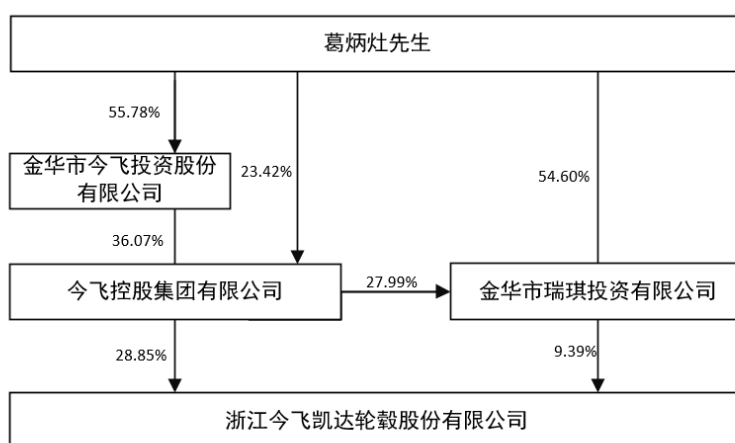 葛炳灶先生
55.78%
金华市今飞投资股份
有限公司
23.42%
54.60%
36.07%
今飞控股集团有限公司
27.99%
金华市瑞琪投资有限公司
28.85%
9.39%
浙江今飞凯达轮毂股份有限公司